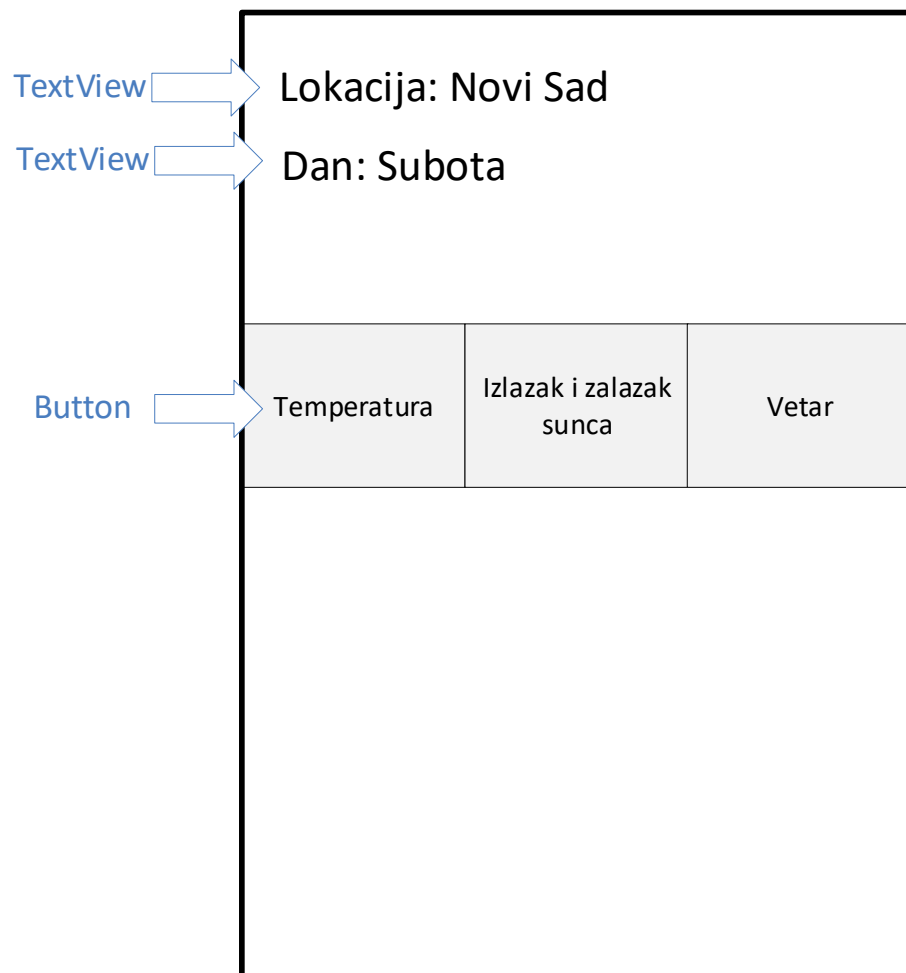 TextView
Lokacija: Novi Sad
TextView
Dan: Subota
Button
Temperatura
Izlazak i zalazak
sunca
Vetar